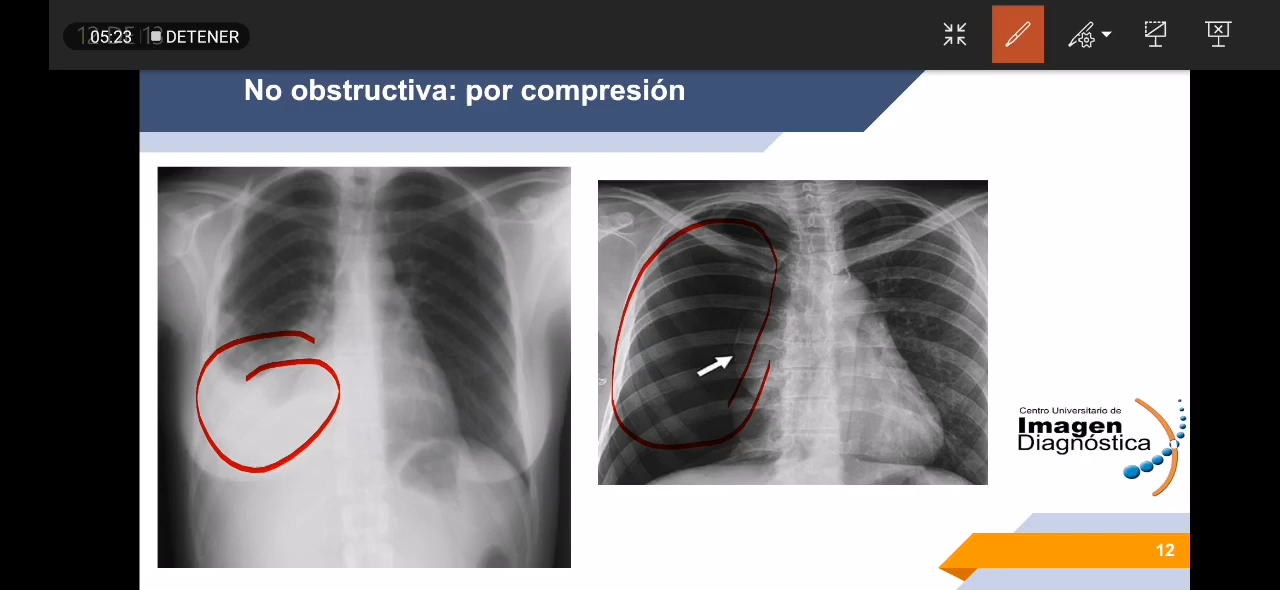 05:23 DETENER
No obstructiva: por compresión
Centro Universitario de
Imagen
Diagnóstica
12